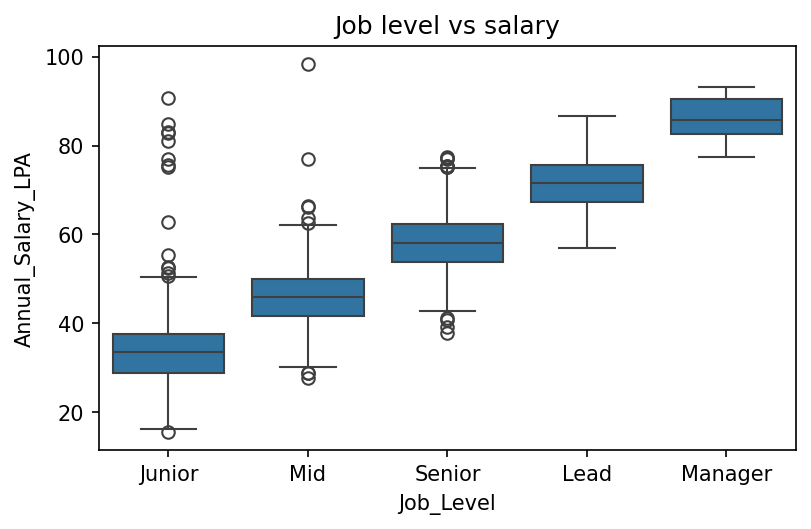 Job level vs salary
Annual_Salary_LPA
100
80
60
40
20
Junior Mid Senior Lead Manager
Job_Level